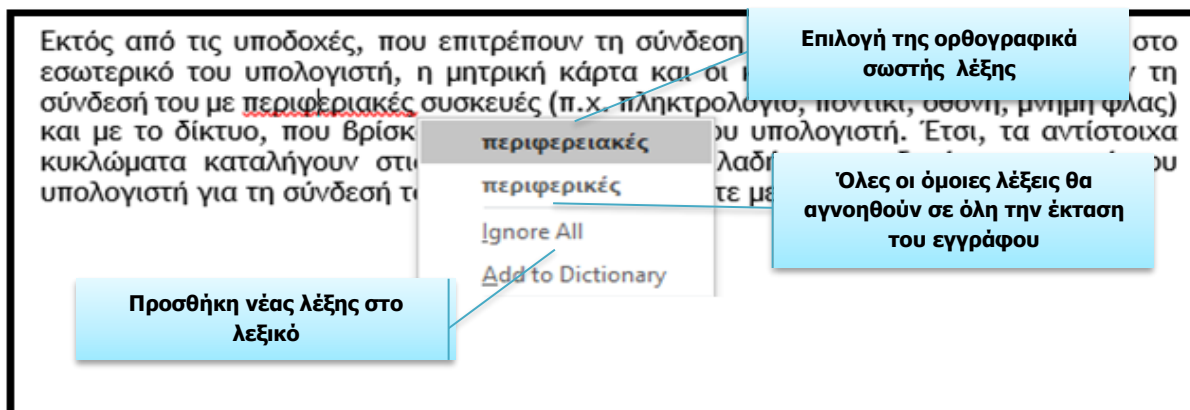 Εκτός από τις υποδοχές, που επιτρέπουν τη σύνδεση στο
εσωτερικό του υπολογιστή, η μητρική κάρτα και οι τη
σύνδεσή του με περιφεριακές συσκευές (π.χ. πληκτρολόγιο, ποντίκι, οθόνη, μνήμη φλας)
και με το δίκτυο, που υπολογιστή. Έτσι, τα αντίστοιχα
κυκλώματα καταλήγουν
υπολογιστή για τη σύνδεσή
Επιλογή της ορθογραφικά
σωστής λέξης
περιφερειακές
περιφερικές
Ignore All
Add to Dictionary
Όλες οι όμοιες λέξεις θα
αγνοηθούν σε όλη την έκταση
του εγγράφου
Προσθήκη νέας λέξης στο
λεξικό